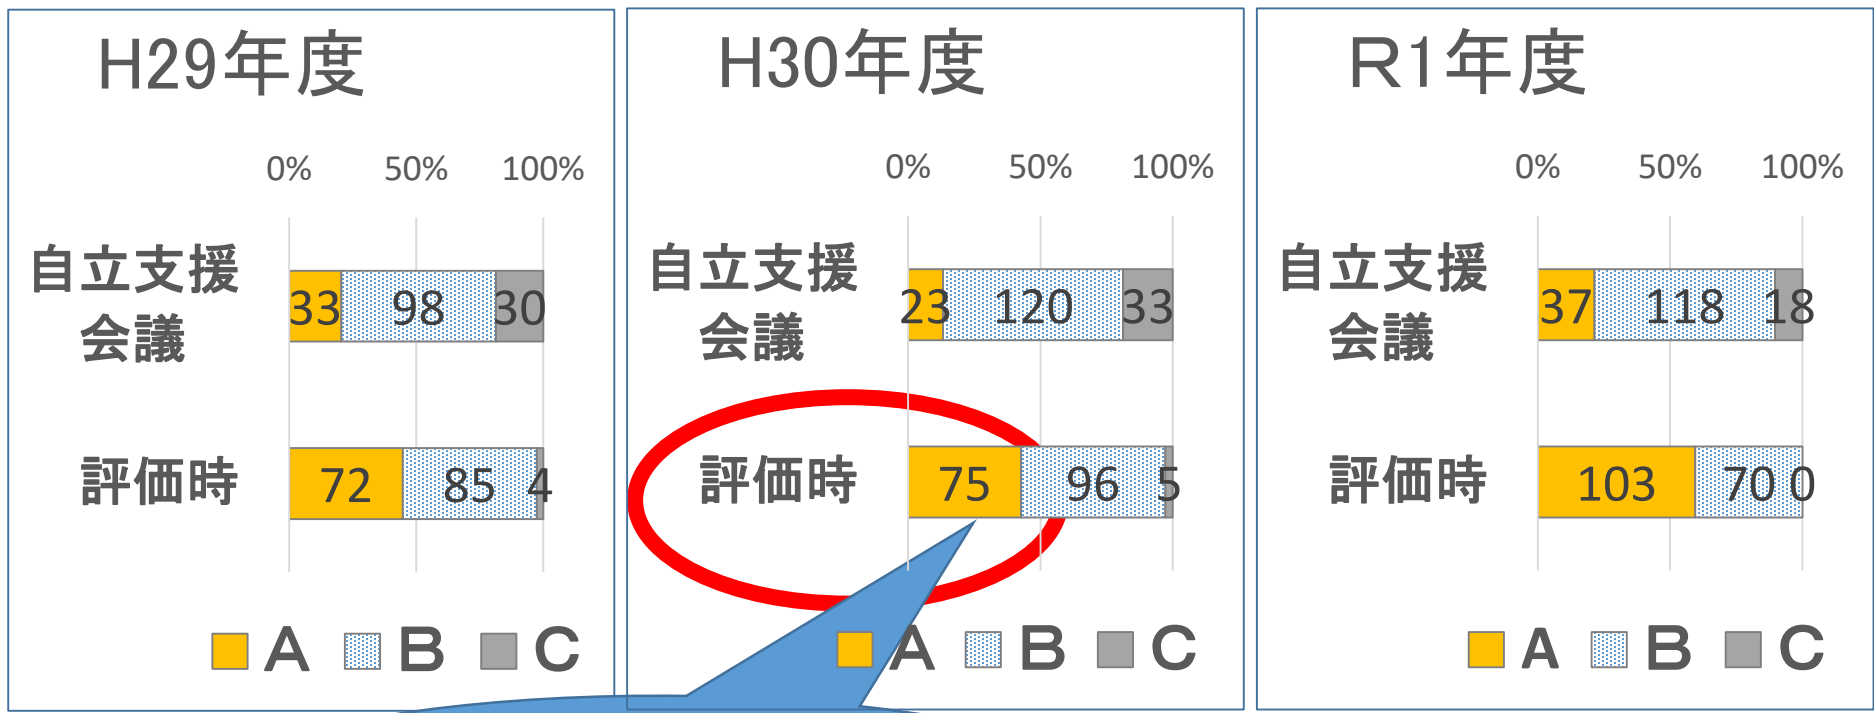 H29年度
0% 50% 100%
自立支援
会議
33 98 30
評価時
72 85 4
A B C
H30年度
0% 50% 100%
自立支援
会議
23 120 33
評価時
75 96 5
A B C
R1年度
0% 50% 100%
自立支援
会議
37 118 18
評価時
103 70 0
A B C